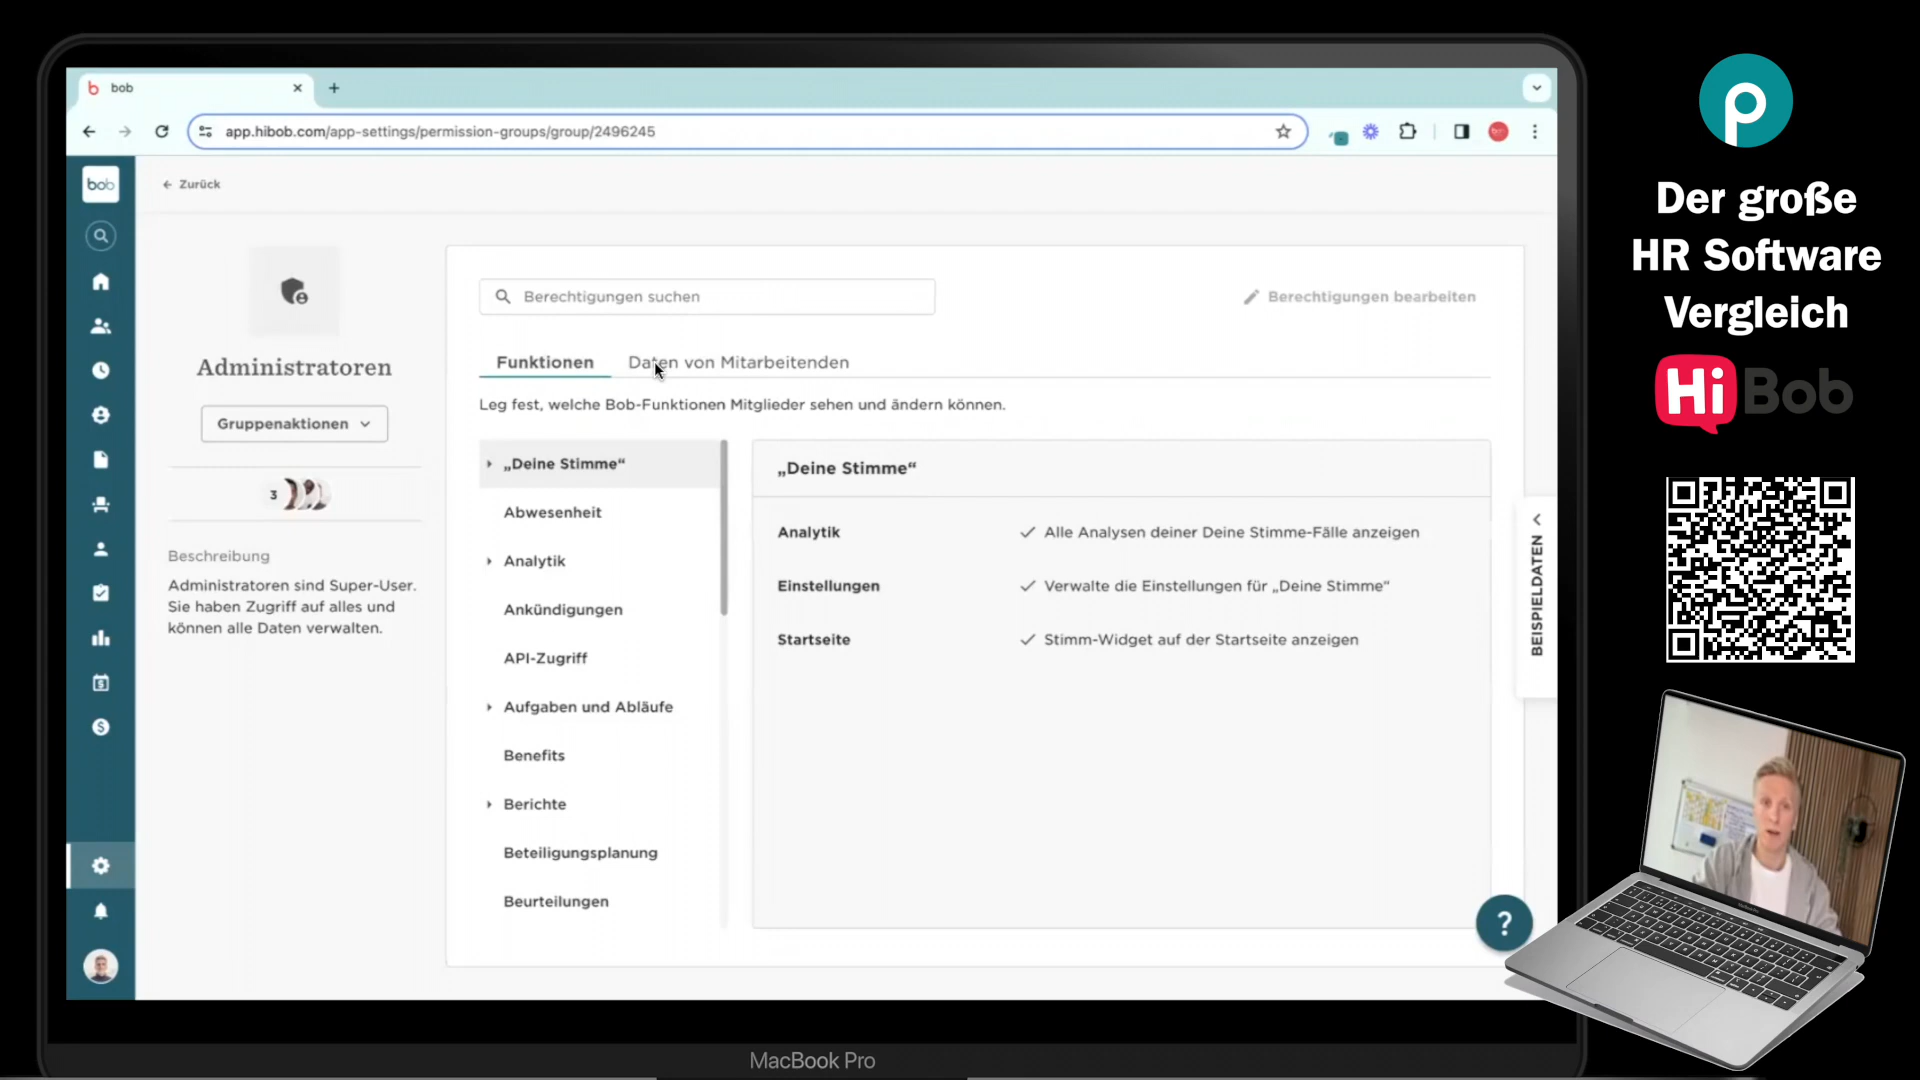 bob
app.hibob.com/app-settings/permission-groups/group/2496245
bob
Zurück
Administratoren
Gruppenaktionen
3
Beschreibung
Administratoren sind Super-User.
Sie haben Zugriff auf alles und
können alle Daten verwalten.
Berechtigungen suchen
Berechtigungen bearbeiten
Funktionen
Daten von Mitarbeitenden
Leg fest, welche Bob-Funktionen Mitglieder sehen und ändern können.
„Deine Stimme“
Abwesenheit
Analytik
Ankündigungen
API-Zugriff
Aufgaben und Abläufe
Benefits
Berichte
Beteiligungsplanung
Beurteilungen
„Deine Stimme“
Analytik
Alle Analysen deiner Deine Stimme-Fälle anzeigen
Einstellungen
Verwalte die Einstellungen für „Deine Stimme“
Startseite
Stimm-Widget auf der Startseite anzeigen
BEISPIELDATEN
?
MacBook Pro
p
Der große
HR Software
Vergleich
Hi Bob